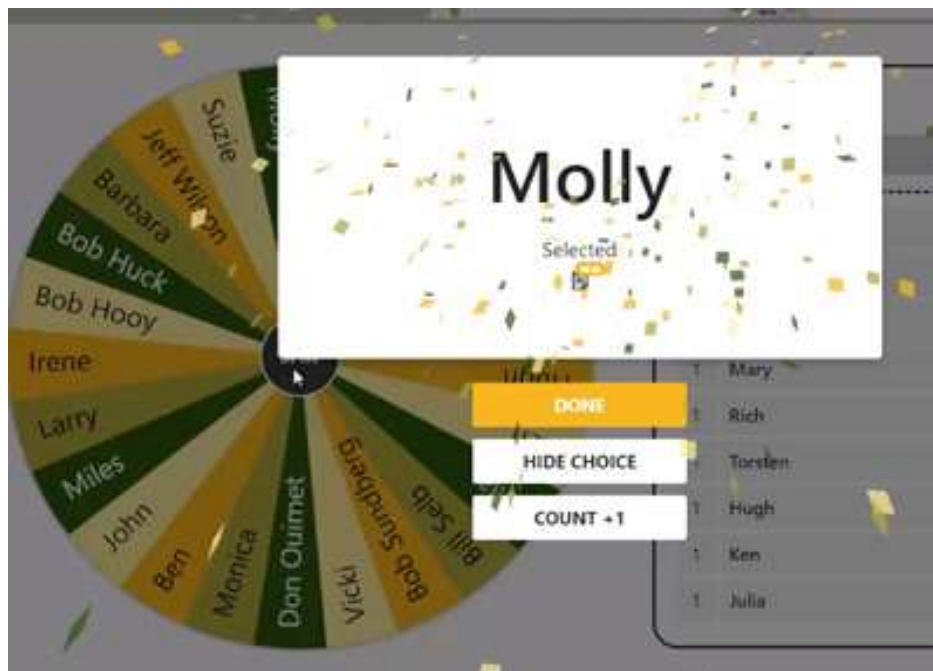 Molly
Selected
DONE
HIDE CHOICE
COUNT +1
Suzie
Jeff Wilson
Barbara
Bob Huck
Bob Hooy
Irene
Larry
Miles
John
Ben
Monica
Don Ouimet
Vicki
Bob Sundberg
Bill Selb
1 Mary
1 Rich
1 Torsten
1 Hugh
1 Ken
1 Julia